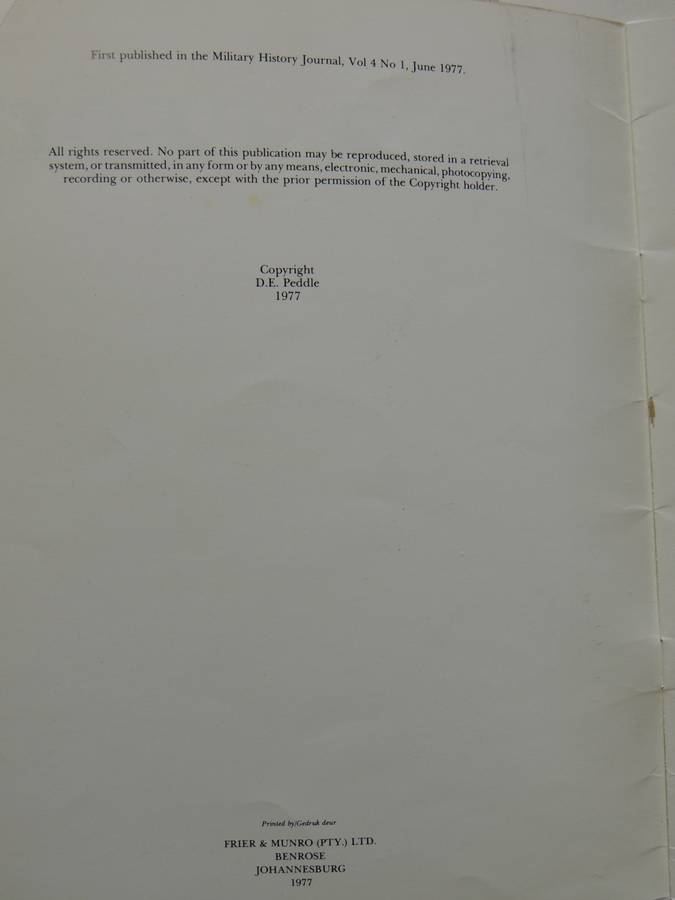 First published in the Military History Journal, Vol 4 No 1, June 1977.
All rights reserved. No part of this publication may be reproduced, stored in a retrieval
system, or transmitted, in any form or by any means, electronic, mechanical, photocopying,
recording or otherwise, except with the prior permission of the Copyright holder.
Copyright
D.E. Peddle
1977
Printed by/Gedruk deur
FRIER & MUNRO (PTY.) LTD.
BENROSE
JOHANNESBURG
1977